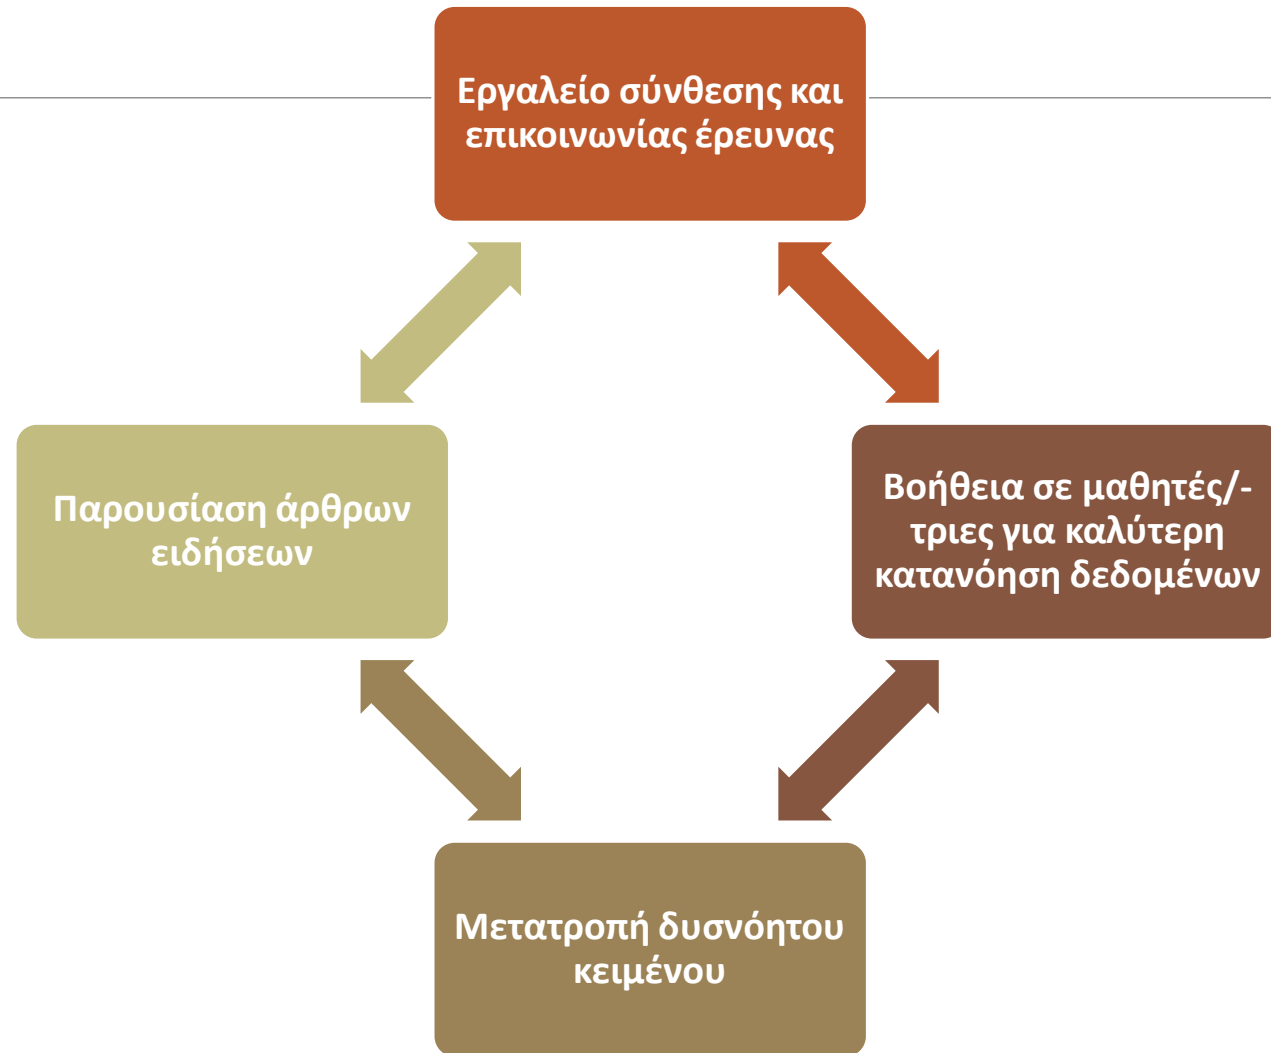 Εργαλείο σύνθεσης και
επικοινωνίας έρευνας
Παρουσίαση άρθρων
ειδήσεων
Βοήθεια σε μαθητές/-
τριες για καλύτερη
κατανόηση δεδομένων
Μετατροπή δυσνόητου
κειμένου